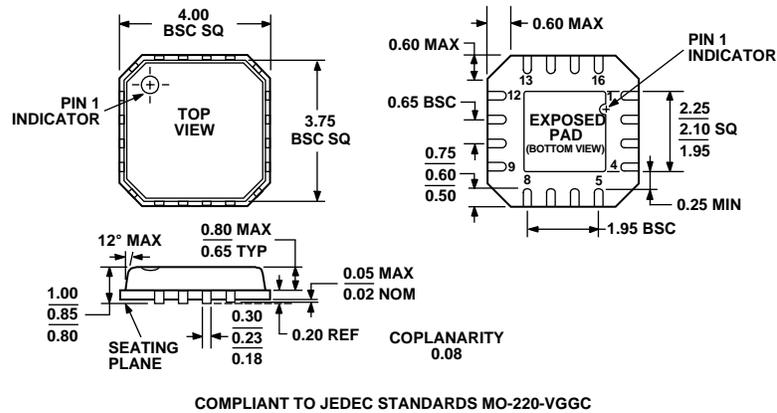 4.00
BSC SQ
PIN 1
INDICATOR
TOP
VIEW
3.75
BSC SQ
0.60 MAX
0.60 MAX
PIN 1
INDICATOR
13
16
12
1
0.65 BSC
EXPOSED
PAD
(BOTTOM VIEW)
2.25
2.10 SQ
1.95
9
4
8
5
0.75
0.60
0.50
0.25 MIN
1.95 BSC
12° MAX
0.80 MAX
0.65 TYP
1.00
0.85
0.80
SEATING
PLANE
0.30
0.23
0.18
0.05 MAX
0.02 NOM
0.20 REF
COPLANARITY
0.08
COMPLIANT TO JEDEC STANDARDS MO-220-VGGC